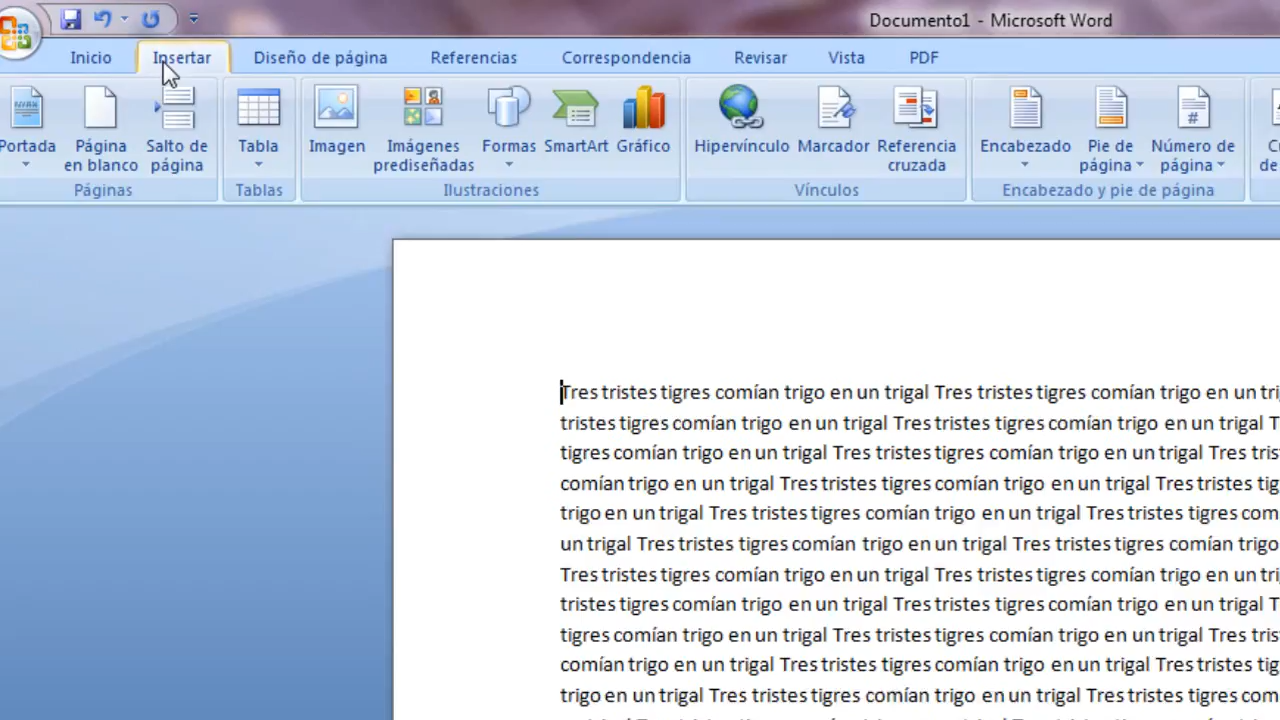 Documento1 - Microsoft Word
Inicio Insertar Diseño de página Referencias Correspondencia Revisar Vista PDF
Portada Página en blanco Salto de página Tabla Imagen Imágenes prediseñadas Formas SmartArt Gráfico Hipervínculo Marcador Referencia cruzada Encabezado Pie de página Número de página
Páginas Tablas Ilustraciones Vínculos Encabezado y pie de página
Tres tristes tigres comían trigo en un trigal Tres tristes tigres comían trigo en un
tristes tigres comían trigo en un trigal Tres tristes tigres comían trigo en un trigal
tigres comían trigo en un trigal Tres tristes tigres comían trigo en un trigal Tres
comían trigo en un trigal Tres tristes tigres comían trigo en un trigal Tres tristes
trigo en un trigal Tres tristes tigres comían trigo en un trigal Tres tristes tigres
un trigal Tres tristes tigres comían trigo en un trigal Tres tristes tigres comían trigo
Tres tristes tigres comían trigo en un trigal Tres tristes tigres comían trigo en un
tristes tigres comían trigo en un trigal Tres tristes tigres comían trigo en un trigal
tigres comían trigo en un trigal Tres tristes tigres comían trigo en un trigal Tres
comían trigo en un trigal Tres tristes tigres comían trigo en un trigal Tres tristes
trigo en un trigal Tres tristes tigres comían trigo en un trigal Tres tristes tigres